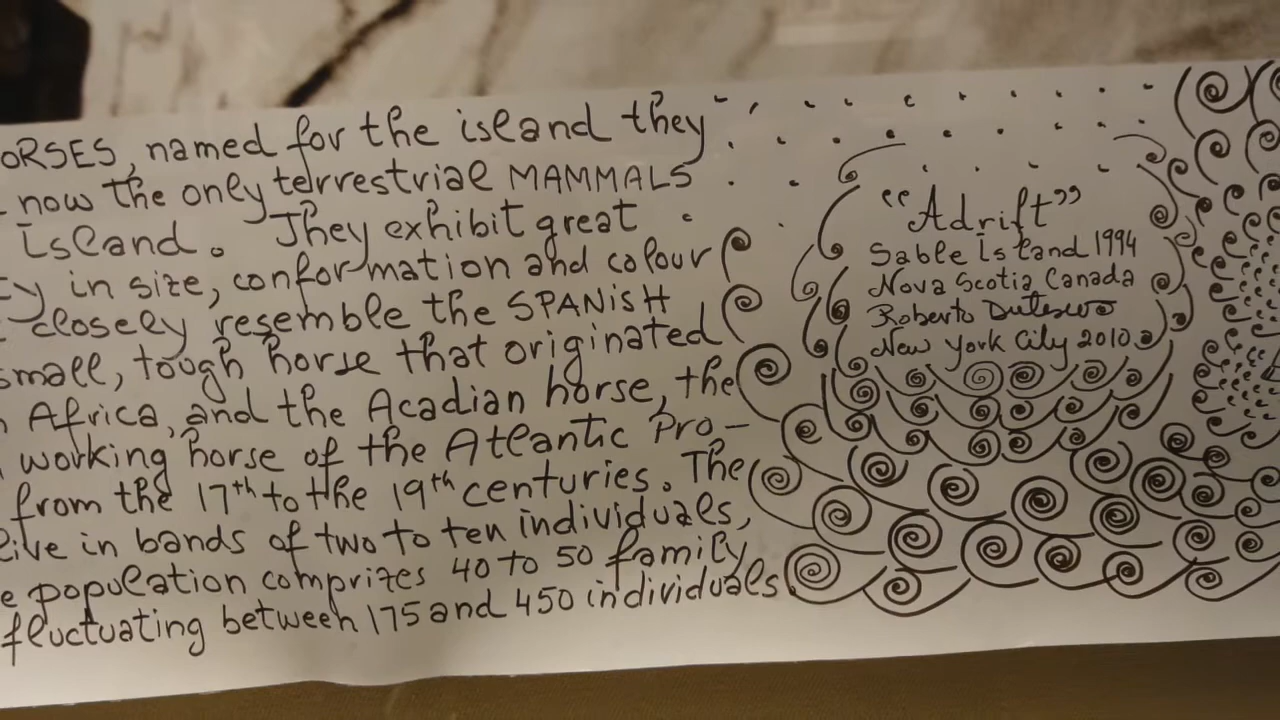 ORSES, named for the island they
now the only terrestrial MAMMALS
Island. They exhibit great
in size, conformation and colour
closely resemble the SPANISH
small, tough horse that originated
Africa, and the Acadian horse, the
working horse of the Atlantic Pro-
from the 17th to the 19th centuries. The
live in bands of two to ten individuals,
population comprizes 40 to 50 family
fluctuating between 175 and 450 individuals.
"Adrift"
Sable Island 1994
Nova Scotia Canada
Roberto Dutesco
New York City 2010